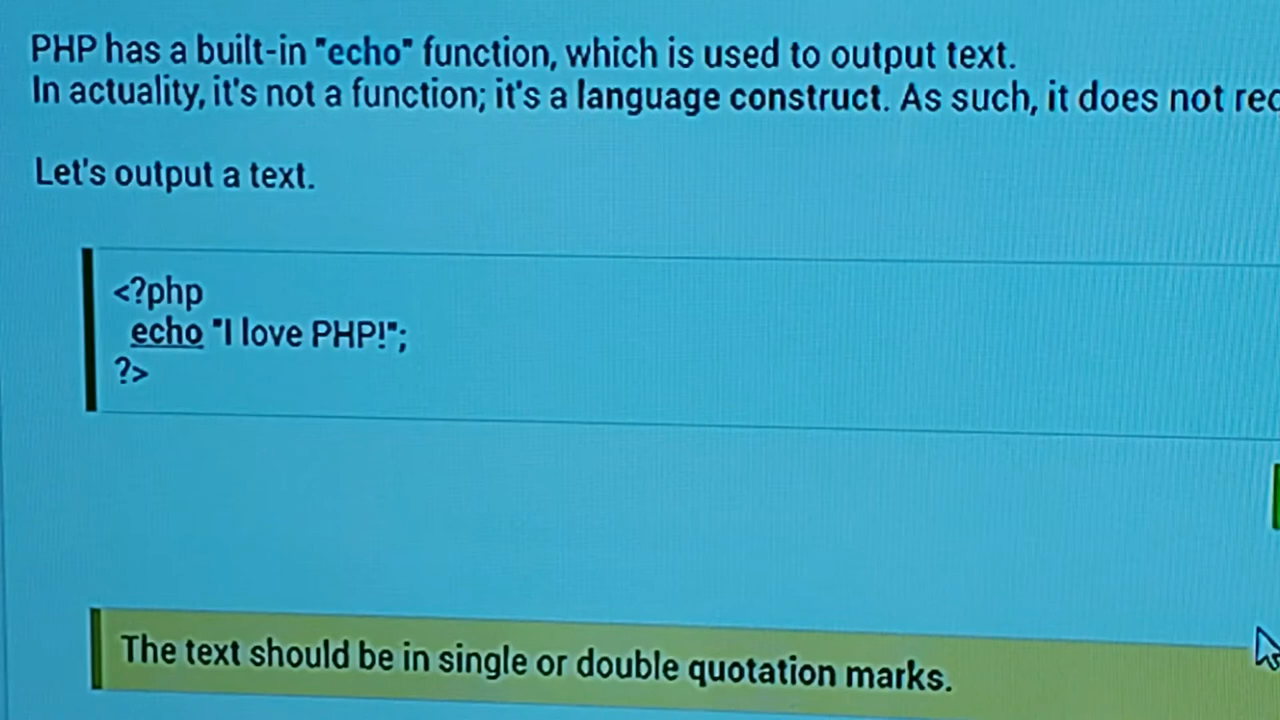 PHP has a built-in "echo" function, which is used to output text.
In actuality, it's not a function; it's a language construct. As such, it does not
Let's output a text.
<?php
echo "I love PHP!";
?>
The text should be in single or double quotation marks.